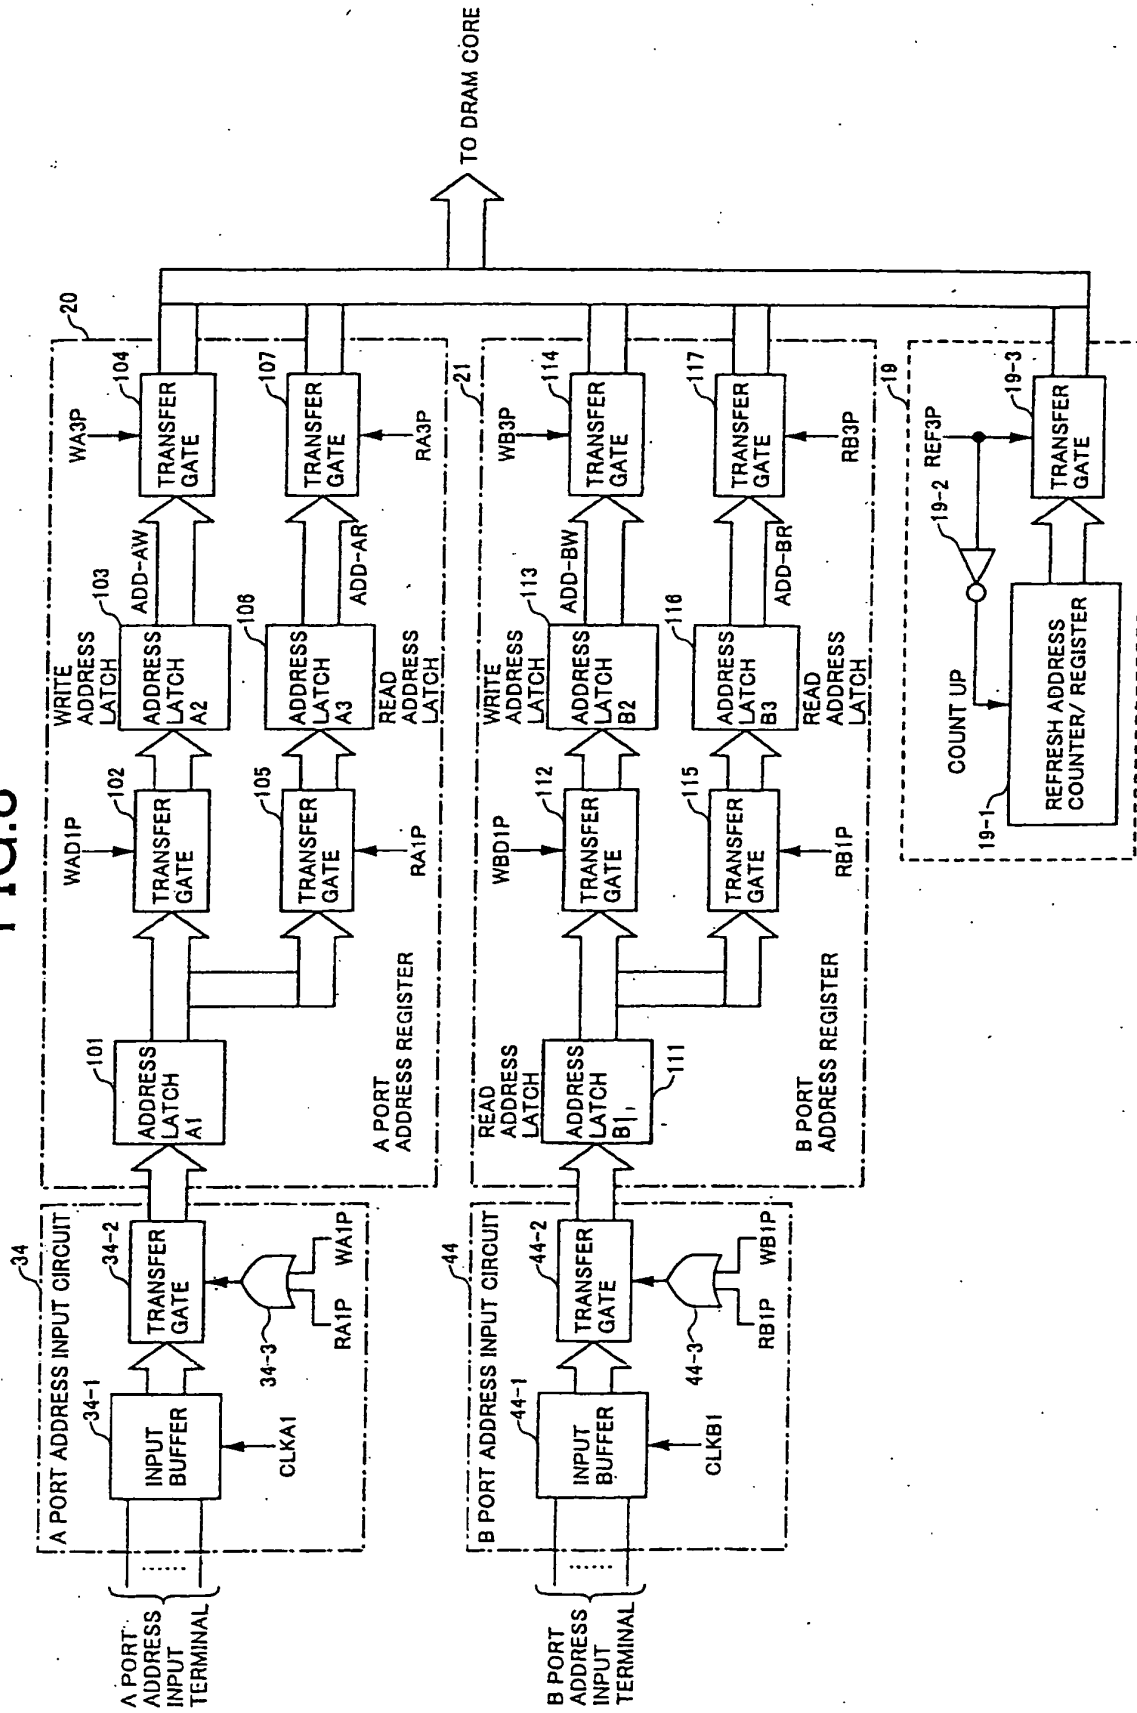 FIG.8
A PORT
ADDRESS
INPUT
TERMINAL
34
A PORT ADDRESS INPUT CIRCUIT
34-1
INPUT
BUFFER
CLKA1
34-2
TRANSFER
GATE
34-3
RA1P
WA1P
20
101
ADDRESS
LATCH
A1
WAD1P
102
TRANSFER
GATE
WRITE
ADDRESS
LATCH
103
ADDRESS
LATCH
A2
ADD-AW
WA3P
104
TRANSFER
GATE
105
TRANSFER
GATE
RA1P
106
ADDRESS
LATCH
A3
READ
ADDRESS
LATCH
ADD-AR
107
TRANSFER
GATE
RA3P
A PORT
ADDRESS REGISTER
TO DRAM CORE
B PORT
ADDRESS
INPUT
TERMINAL
44
B PORT ADDRESS INPUT CIRCUIT
44-1
INPUT
BUFFER
CLKB1
44-2
TRANSFER
GATE
44-3
RB1P
WB1P
21
READ ADDRESS
LATCH
ADDRESS
LATCH
B1,
111
WBD1P
112
TRANSFER
GATE
WRITE
ADDRESS
LATCH
113
ADDRESS
LATCH
B2
ADD-BW
WB3P
114
TRANSFER
GATE
115
TRANSFER
GATE
RB1P
116
ADDRESS
LATCH
B3
READ
ADDRESS
LATCH
ADD-BR
117
TRANSFER
GATE
RB3P
B PORT
ADDRESS REGISTER
19
COUNT UP
19-1
REFRESH ADDRESS
COUNTER/ REGISTER
19-2
REF3P
19-3
TRANSFER
GATE